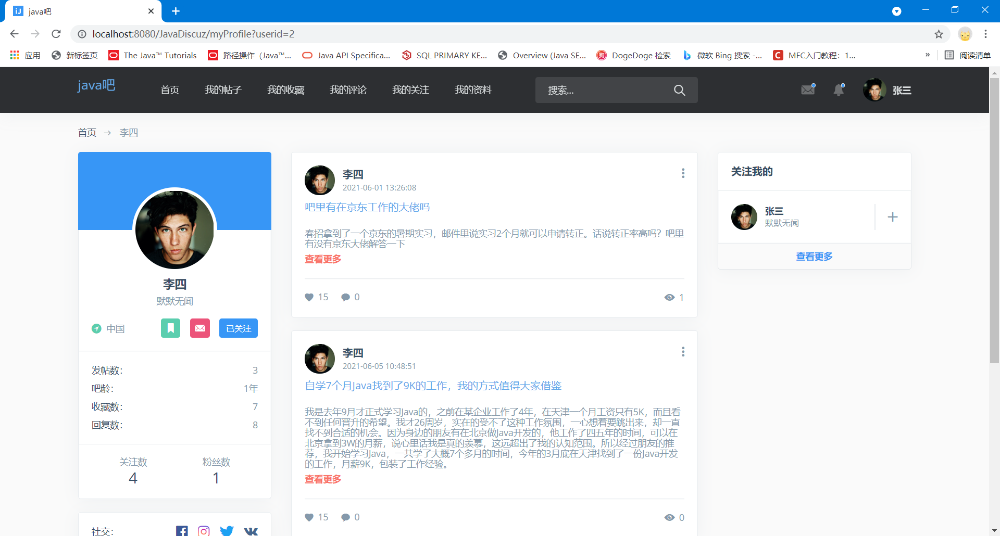 java吧
localhost:8080/JavaDiscuz/myProfile?userid=2
应用
新标签页
The Java™ Tutorials
路径操作（Java™...
Java API Specifica...
SQL PRIMARY KE...
Overview (Java SE...
DogeDoge 检索
微软 Bing 搜索 -...
MFC入门教程：1...
»
阅读清单
java吧
首页
我的帖子
我的收藏
我的评论
我的关注
我的资料
搜索...
张三
首页 → 李四
李四
默默无闻
中国
已关注
发帖数： 3
吧龄： 1年
收藏数： 7
回复数： 8
关注数 粉丝数
4 1
社交：
李四
2021-06-01 13:26:08
吧里有在京东工作的大佬吗
春招拿到了一个京东的暑期实习，邮件里说实习2个月就可以申请转正。话说转正率高吗？吧里
有没有京东大佬解答一下
查看更多
15 0 1
李四
2021-06-05 10:48:51
自学7个月Java找到了9K的工作，我的方式值得大家借鉴
我是去年9月才正式学习Java的，之前在某企业工作了4年，在天津一个月工资只有5K，而且看
不到任何晋升的希望。我才26周岁，实在的受不了这种工作氛围，一心想着要跳出来，却一直
找不到合适的机会。因为身边的朋友有在北京做Java开发的，他工作了四五年的时间，可以在
北京拿到3W的月薪，说心里话我是真的羡慕，这远超出了我的认知范围。所以经过朋友的推
荐，我开始学习Java，一共学了大概7个多月的时间，今年的3月底在天津找到了一份Java开发
的工作，月薪9K，包装了工作经验。
查看更多
15 0 0
关注我的
张三
默默无闻
查看更多